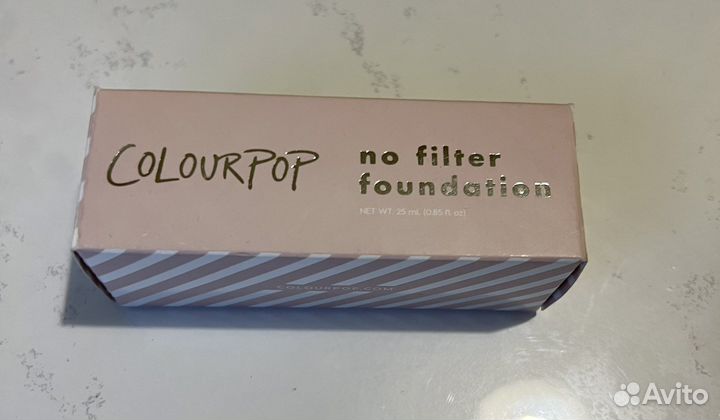 COLOURPOP
no filter
foundation
NET WT. 25 mL (0.85 fl. oz)
COLOURPOP.COM
Avito